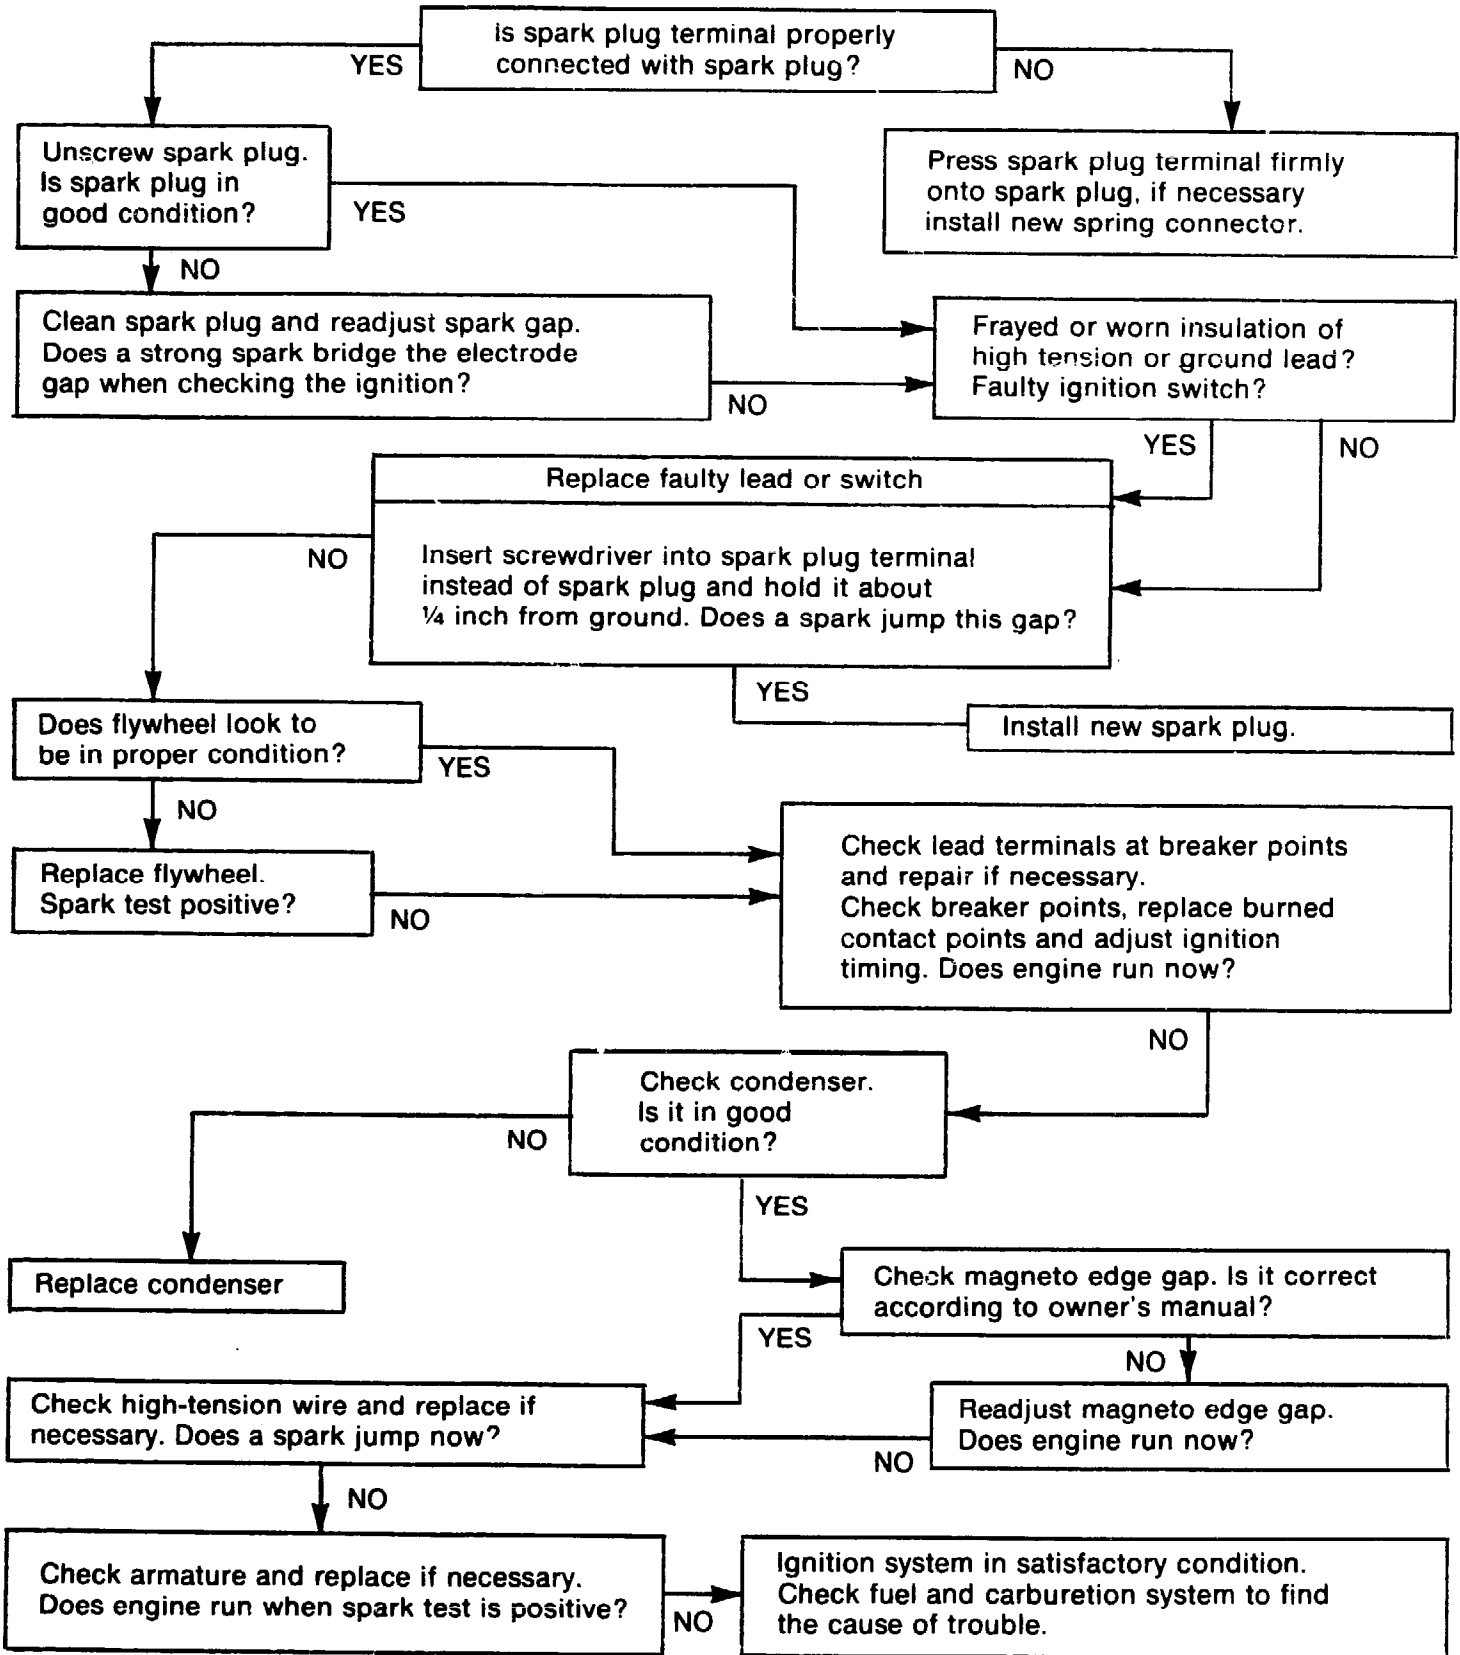 Is spark plug terminal properly
connected with spark plug?
YES
NO
Unscrew spark plug.
Is spark plug in
good condition?
YES
NO
Press spark plug terminal firmly
onto spark plug, if necessary
install new spring connector.
Clean spark plug and readjust spark gap.
Does a strong spark bridge the electrode
gap when checking the ignition?
NO
Frayed or worn insulation of
high tension or ground lead?
Faulty ignition switch?
YES
NO
Replace faulty lead or switch
Insert screwdriver into spark plug terminal
instead of spark plug and hold it about
¼ inch from ground. Does a spark jump this gap?
NO
YES
Install new spark plug.
Does flywheel look to
be in proper condition?
YES
NO
Replace flywheel.
Spark test positive?
NO
Check lead terminals at breaker points
and repair if necessary.
Check breaker points, replace burned
contact points and adjust ignition
timing. Does engine run now?
NO
Check condenser.
Is it in good
condition?
NO
YES
Replace condenser
Check magneto edge gap. Is it correct
according to owner's manual?
YES
NO
Check high-tension wire and replace if
necessary. Does a spark jump now?
Readjust magneto edge gap.
Does engine run now?
NO
NO
Check armature and replace if necessary.
Does engine run when spark test is positive?
NO
Ignition system in satisfactory condition.
Check fuel and carburetion system to find
the cause of trouble.